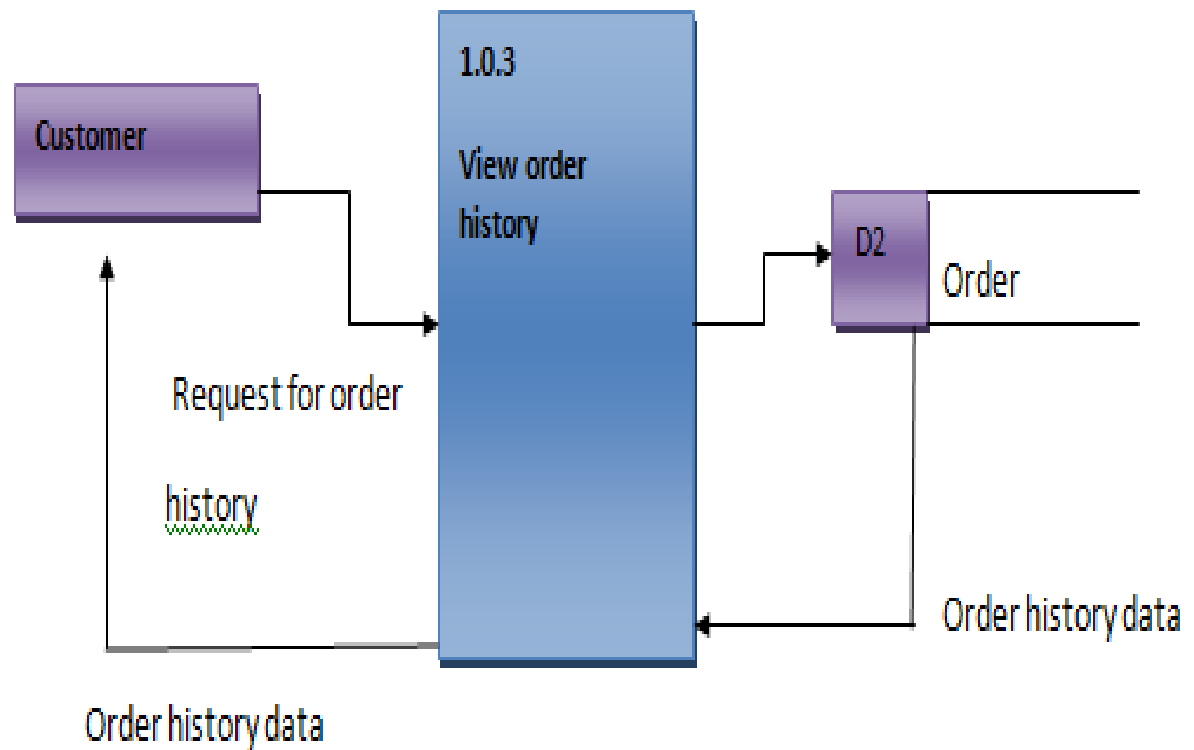 1.0.3
Customer
View order
history
D2
Order
Request for order
history
Order history data
Order history data